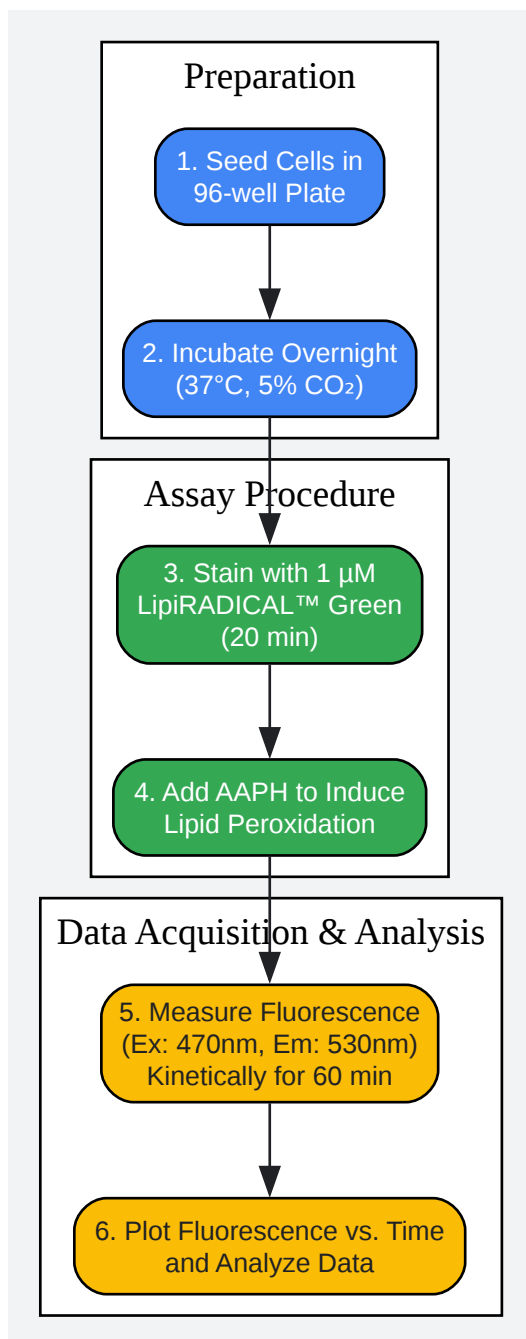 Preparation
1. Seed Cells in
96-well Plate
2. Incubate Overnight
(37°C, 5% CO₂)
Assay Procedure
3. Stain with 1 µM
LipiRADICAL™ Green
(20 min)
4. Add AAPH to Induce
Lipid Peroxidation
Data Acquisition & Analysis
5. Measure Fluorescence
(Ex: 470nm, Em: 530nm)
Kinetically for 60 min
6. Plot Fluorescence vs. Time
and Analyze Data